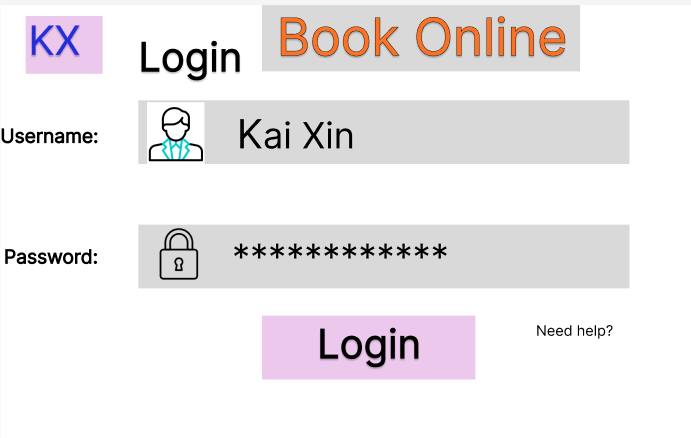 KX
Login
Book Online
Username:
Kai Xin
Password:
************
Login
Need help?